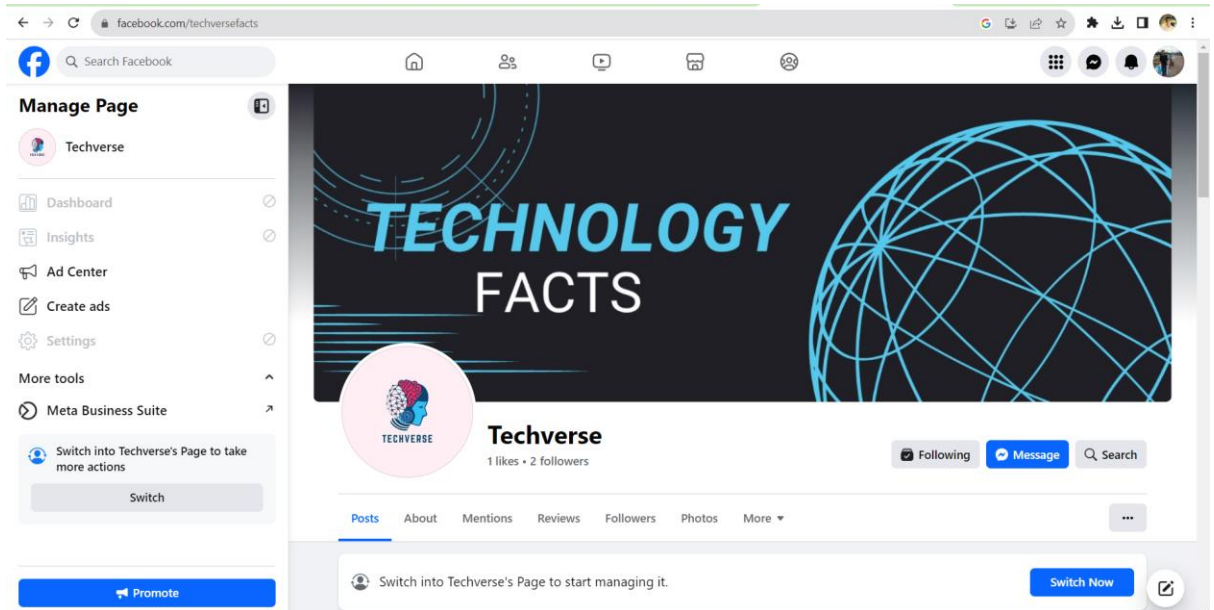 facebook.com/techversefacts
Search Facebook
Manage Page
Techverse
Dashboard
Insights
Ad Center
Create ads
Settings
More tools
Meta Business Suite
Switch into Techverse's Page to take
more actions
Switch
Promote
TECHNOLOGY
FACTS
TECHVERSE
Techverse
1 likes • 2 followers
Following
Message
Search
Posts About Mentions Reviews Followers Photos More
Switch into Techverse's Page to start managing it.
Switch Now